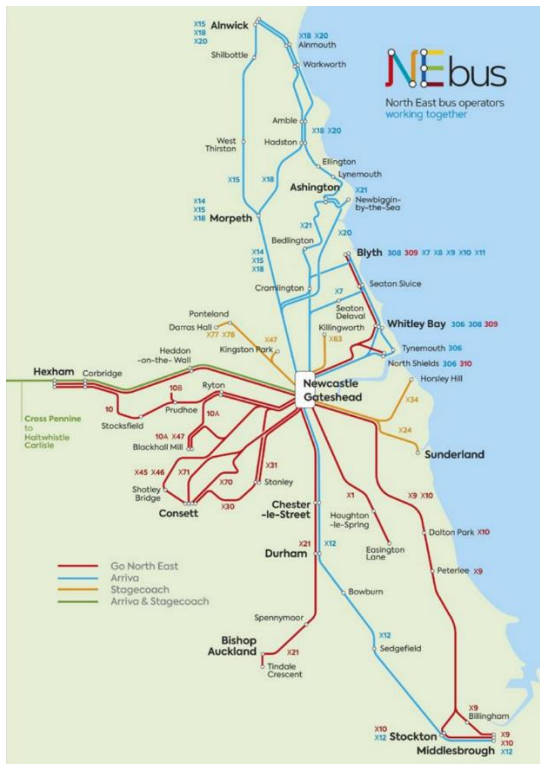 X15
X18
X20
Alnwick
X18 X20
Alnmouth
Shilbottle
Warkworth
NEbus
North East bus operators
working together
Amble
X18 X20
West
Thirston
Hadston
Ellington
Lynemouth
X15
X18
Ashington
X21
Newbiggin-
by-the-Sea
X14
X15
X18
Morpeth
X21
X20
Bedlington
X14
X15
X18
Blyth 308 309 X7 X8 X9 X10 X11
Cramlington
Seaton Sluice
X7
Seaton
Delaval
Ponteland
Darras Hall
X77 X78
Killingworth
Whitley Bay 306 308 309
X47
X63
Kingston Park
Tynemouth 306
North Shields 306 310
Heddon
-on-the-Wall
Hexham
Corbridge
Newcastle
Gateshead
Horsley Hill
10B
Ryton
Cross Pennine
to
Haltwhistle
Carlisle
10
Prudhoe
10A
X34
Stocksfield
10A X47
Blackhall Mill
X24
Sunderland
X45 X46
X71
X31
X70
Stanley
Shotley
Bridge
X30
Consett
Chester
-le-Street
X1
X9 X10
Houghton
-le-Spring
X21
X12
Dalton Park X10
Durham
Easington
Lane
Peterlee X9
Go North East
Arriva
Stagecoach
Arriva & Stagecoach
Bowburn
Spennymoor
X12
Bishop
Auckland
X21
Sedgefield
Tindale
Crescent
X9
Billingham
X10
X12
Stockton
X9
X10
X12
Middlesbrough